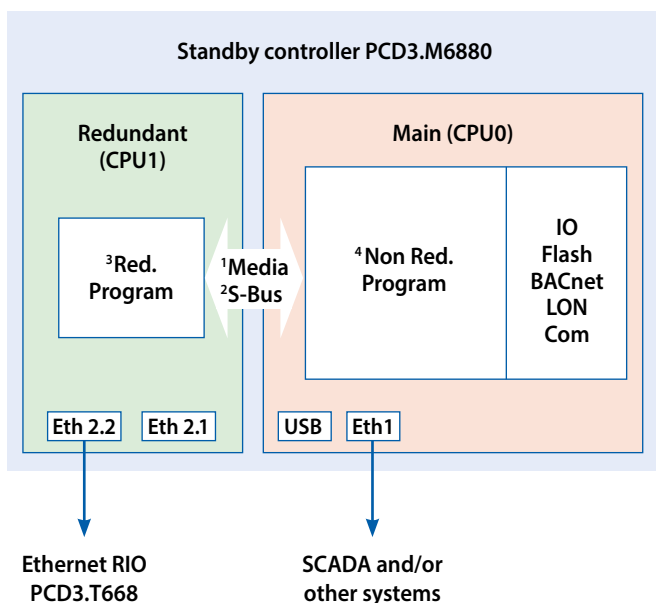 Standby controller PCD3.M6880
Redundant
(CPU1)
³Red.
Program
¹Media
²S-Bus
Eth 2.2
Eth 2.1
Main (CPU0)
⁴Non Red.
Program
IO
Flash
BACnet
LON
Com
USB
Eth1
Ethernet RIO
PCD3.T668
SCADA and/or
other systems